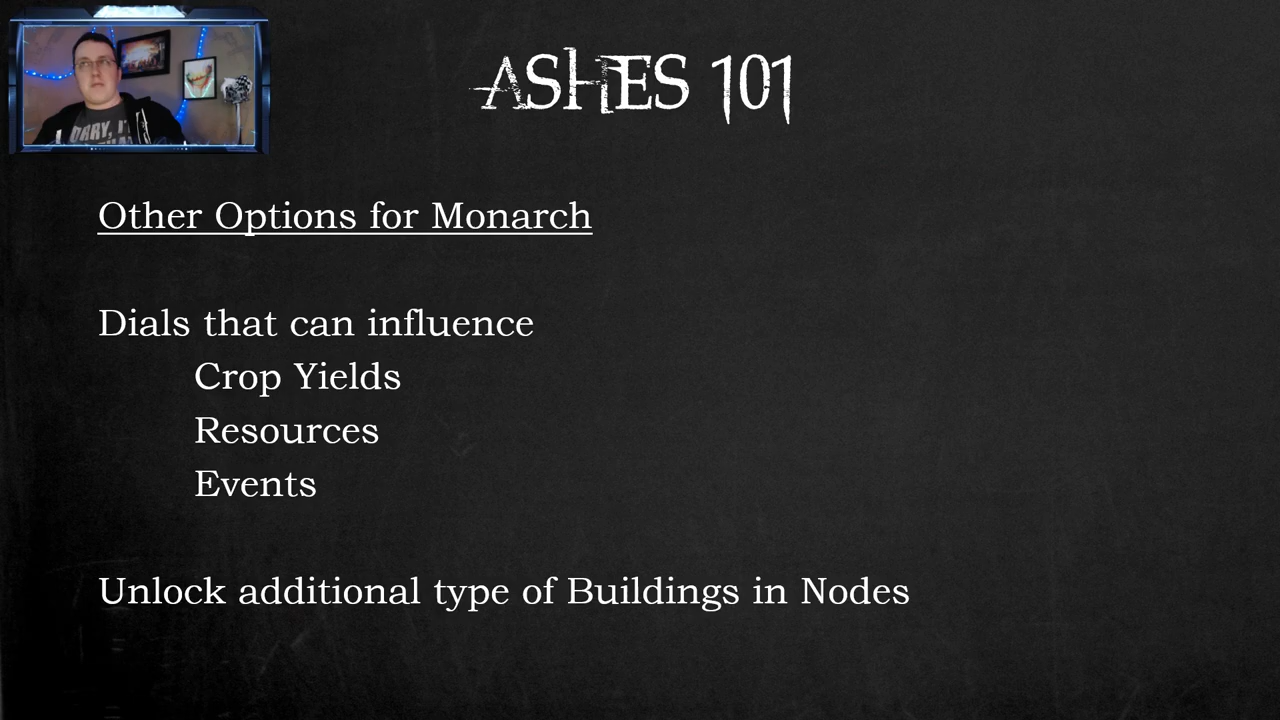 ASHES 101
Other Options for Monarch
Dials that can influence
Crop Yields
Resources
Events
Unlock additional type of Buildings in Nodes